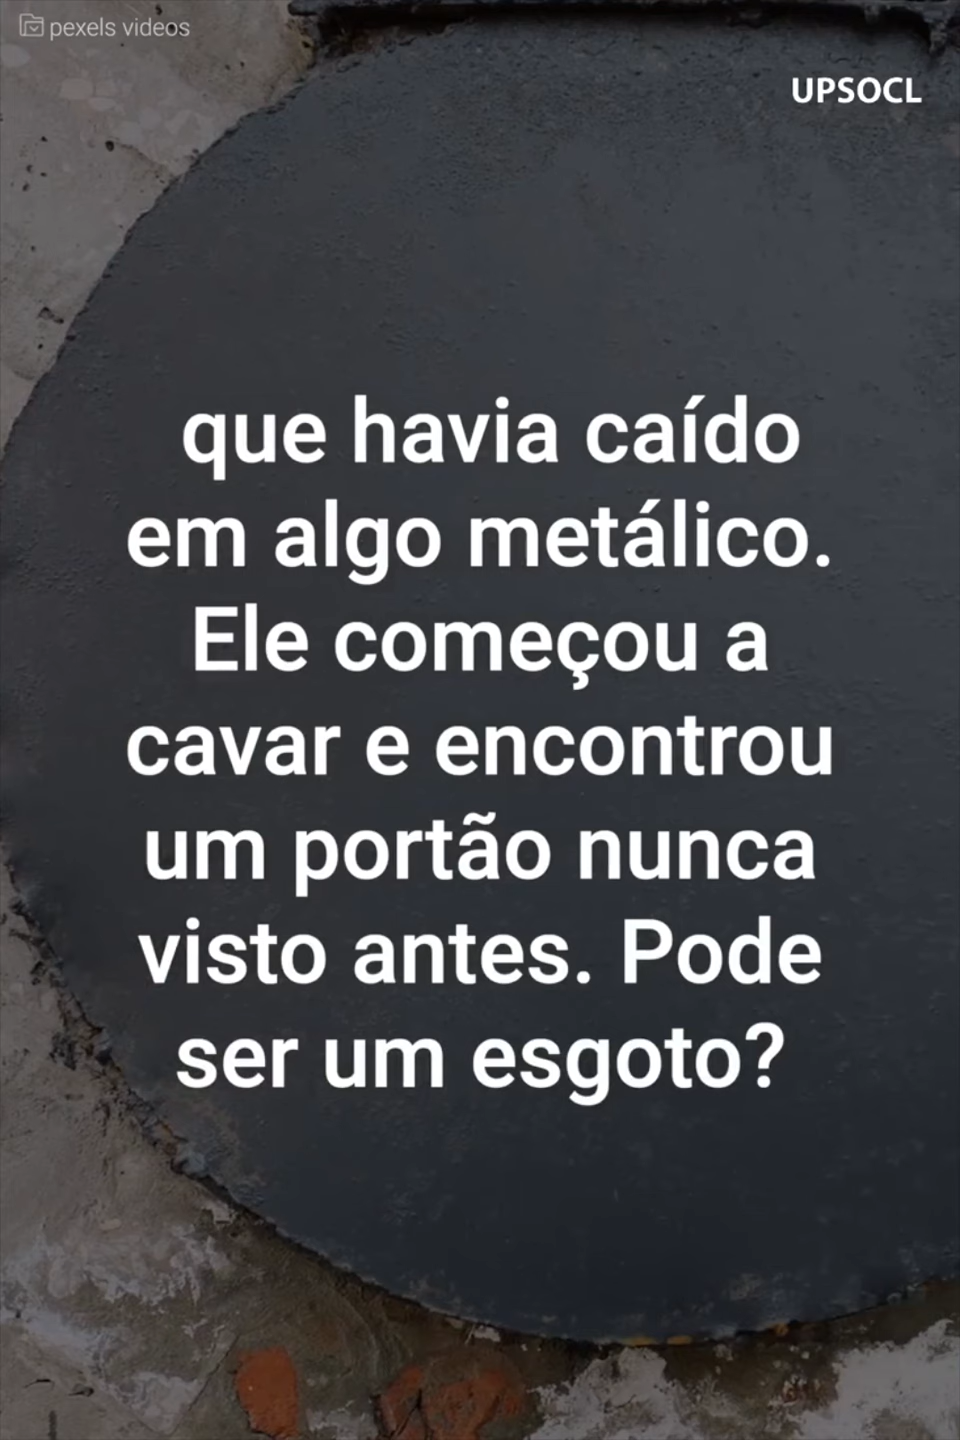 pexels videos
UPSOCL
que havia caído
em algo metálico.
Ele começou a
cavar e encontrou
um portão nunca
visto antes. Pode
ser um esgoto?